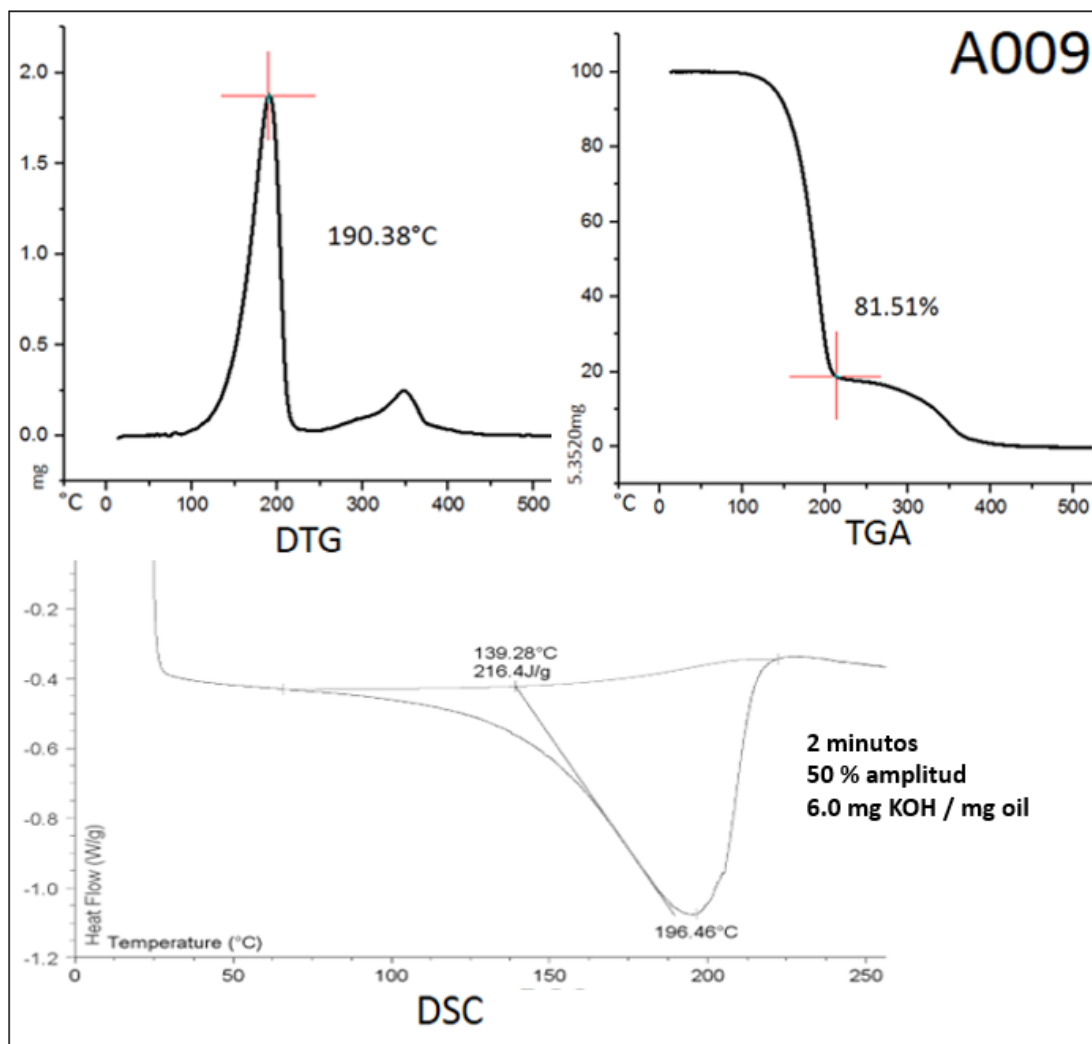 A009
2.0
1.5
1.0
0.5
0.0
mg
190.38°C
°C 0 100 200 300 400 500
DTG
100
80
60
40
20
0
5.3520mg
81.51%
°C 0 100 200 300 400 500
TGA
-0.2
-0.4
-0.6
-0.8
-1.0
-1.2
Heat Flow (W/g)
139.28°C
216.4J/g
196.46°C
2 minutos
50 % amplitud
6.0 mg KOH / mg oil
Temperature (°C)
0 50 100 150 200 250
DSC